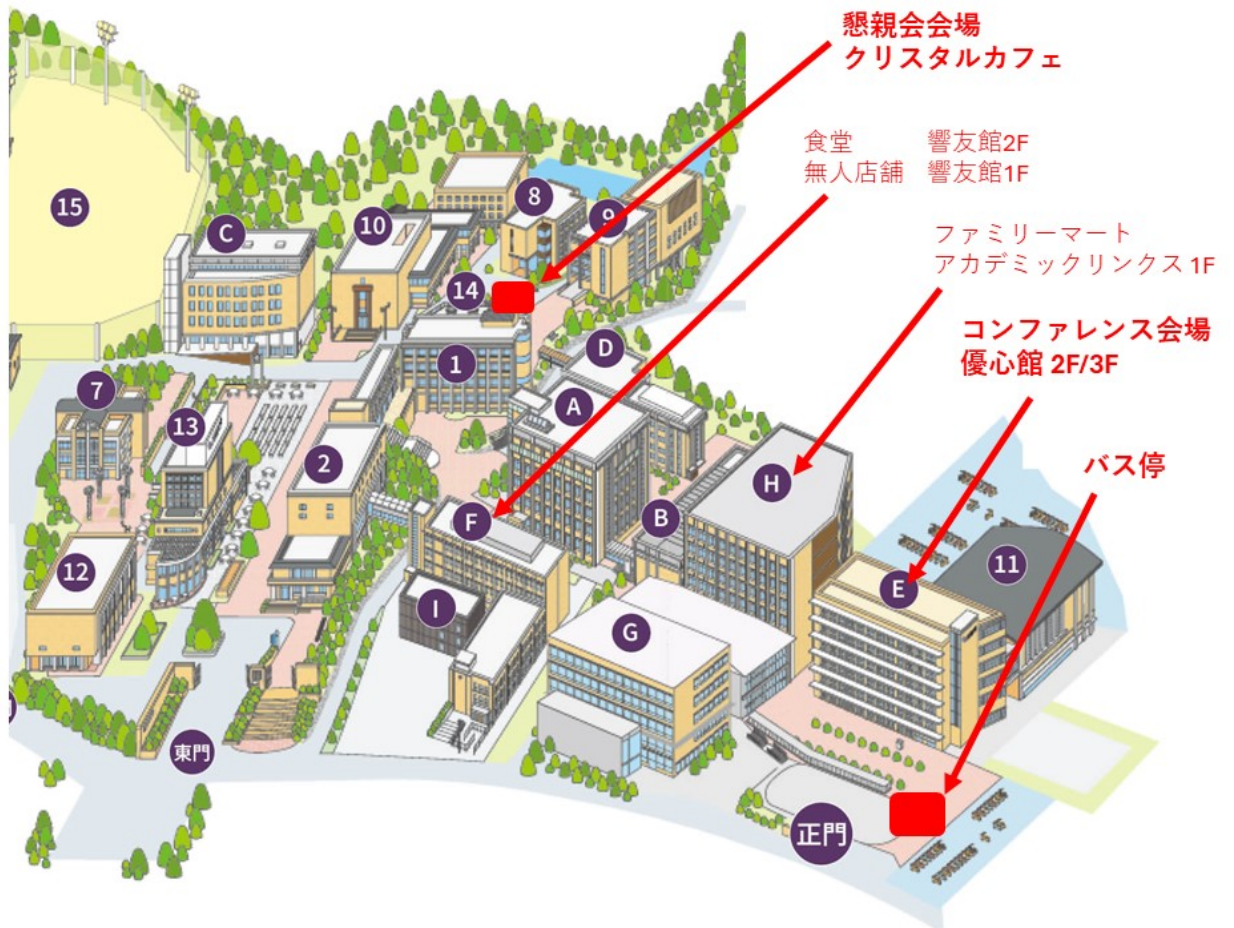 懇親会会場
クリスタルカフェ
食堂 響友館2F
無人店舗 響友館1F
ファミリーマート
アカデミックリンクス 1F
コンファレンス会場
優心館 2F/3F
バス停
15
C
10
8
9
14
1
D
7
13
A
2
H
F
B
12
I
E
11
G
東門
正門